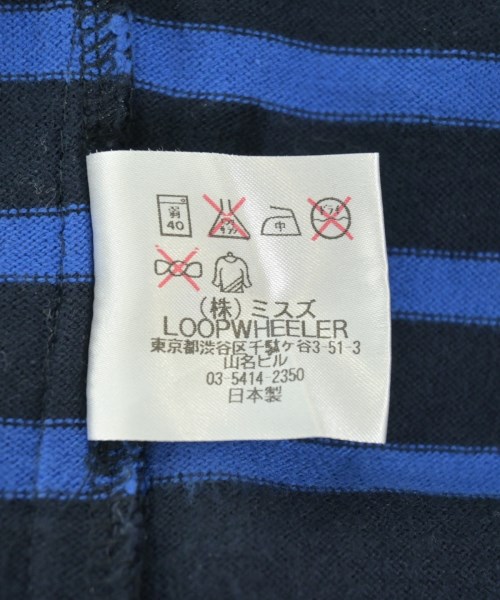 弱
40
中
ドライ
(株)ミスズ
LOOPWHEELER
東京都渋谷区千駄ケ谷3-51-3
山名ビル
03-5414-2350
日本製